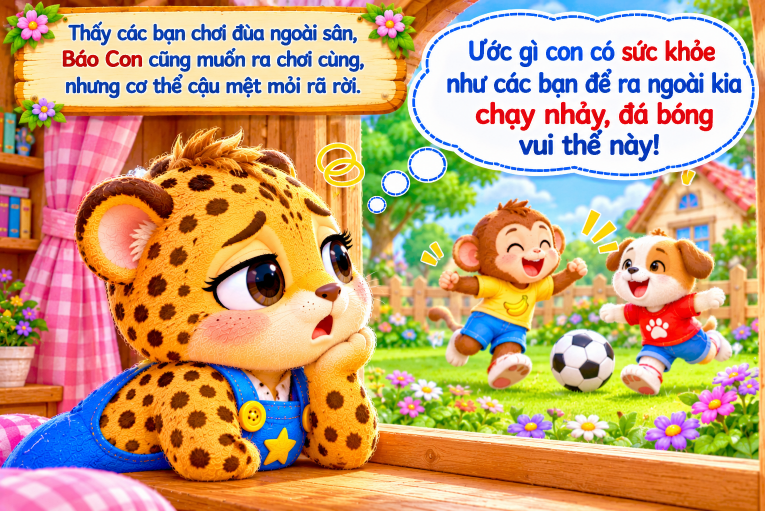 Thấy các bạn chơi đùa ngoài sân,
Báo Con cũng muốn ra chơi cùng,
nhưng cơ thể cậu mệt mỏi rã rời.
Ước gì con có sức khỏe
như các bạn để ra ngoài kia
chạy nhảy, đá bóng
vui thế này!